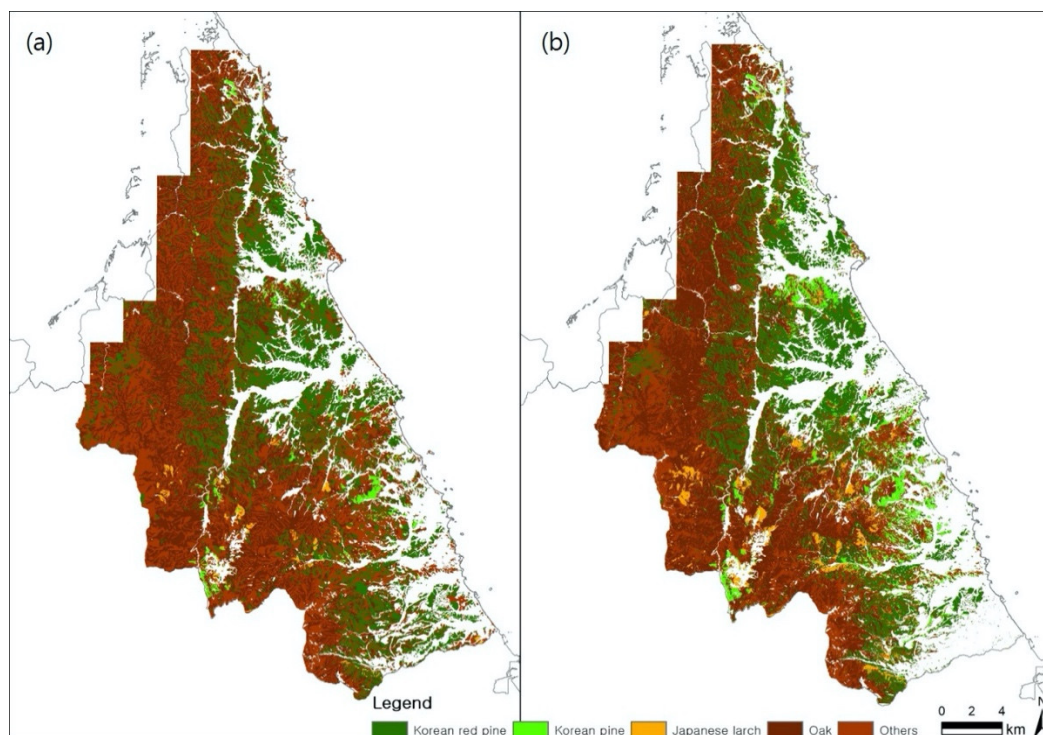 (a)
(b)
Legend
Korean red pine
Korean pine
Japanese larch
Oak
Others
0 2 4
km
N